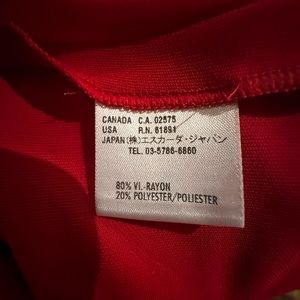 CANADA C.A. 02575
USA R.N. 61691
JAPAN(株)エスカーダ・ジャパン
TEL. 03-5786-6860
80% VI.-RAYON
20% POLYESTER/POLIESTER